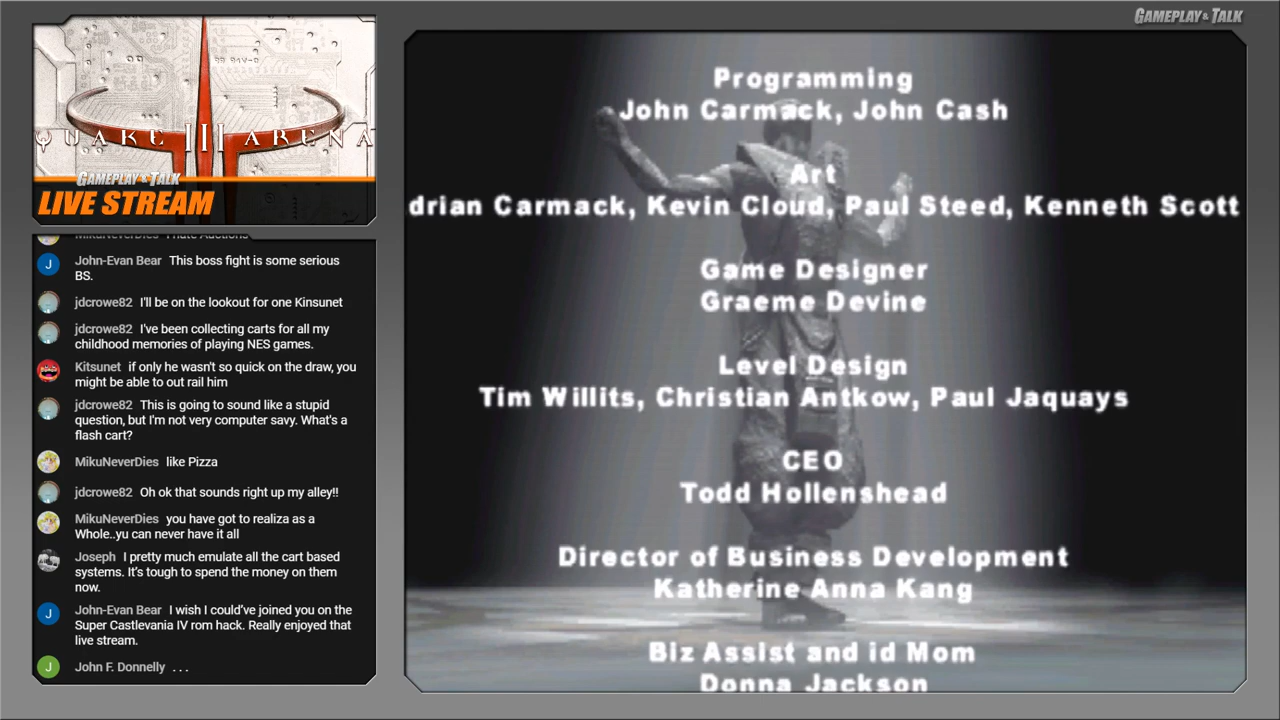 GAMEPLAY & TALK
QUAKE III ARENA
GAMEPLAY & TALK
LIVE STREAM
MikuNeverDies I hate Auctions
John-Evan Bear This boss fight is some serious
BS.
jdcrowe82 I'll be on the lookout for one Kinsunet
jdcrowe82 I've been collecting carts for all my
childhood memories of playing NES games.
Kitsunet if only he wasn't so quick on the draw, you
might be able to out rail him
jdcrowe82 This is going to sound like a stupid
question, but I'm not very computer savy. What's a
flash cart?
MikuNeverDies like Pizza
jdcrowe82 Oh ok that sounds right up my alley!!
MikuNeverDies you have got to realiza as a
Whole..yu can never have it all
Joseph I pretty much emulate all the cart based
systems. It's tough to spend the money on them
now.
J John-Evan Bear I wish I could've joined you on the
Super Castlevania IV rom hack. Really enjoyed that
live stream.
J John F. Donnelly . . .
Programming
John Carmack, John Cash
Art
drian Carmack, Kevin Cloud, Paul Steed, Kenneth Scott
Game Designer
Graeme Devine
Level Design
Tim Willits, Christian Antkow, Paul Jaquays
CEO
Todd Hollenshead
Director of Business Development
Katherine Anna Kang
Biz Assist and id Mom
Donna Jackson